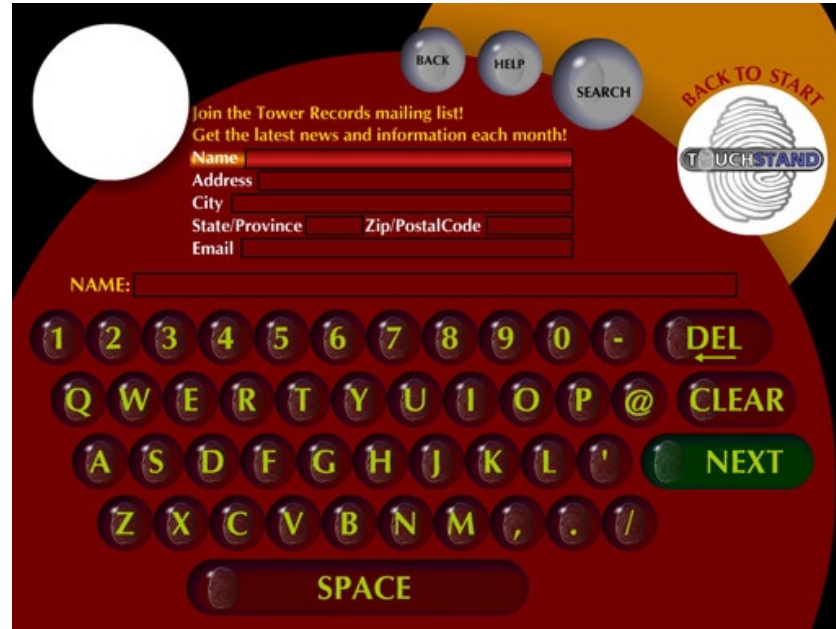 BACK
HELP
SEARCH
BACK TO START
TOUCHSTAND
Join the Tower Records mailing list!
Get the latest news and information each month!
Name
Address
City
State/Province Zip/PostalCode
Email
NAME:
1 2 3 4 5 6 7 8 9 0 - DEL
Q W E R T Y U I O P @ CLEAR
A S D F G H J K L ' NEXT
Z X C V B N M , . /
SPACE